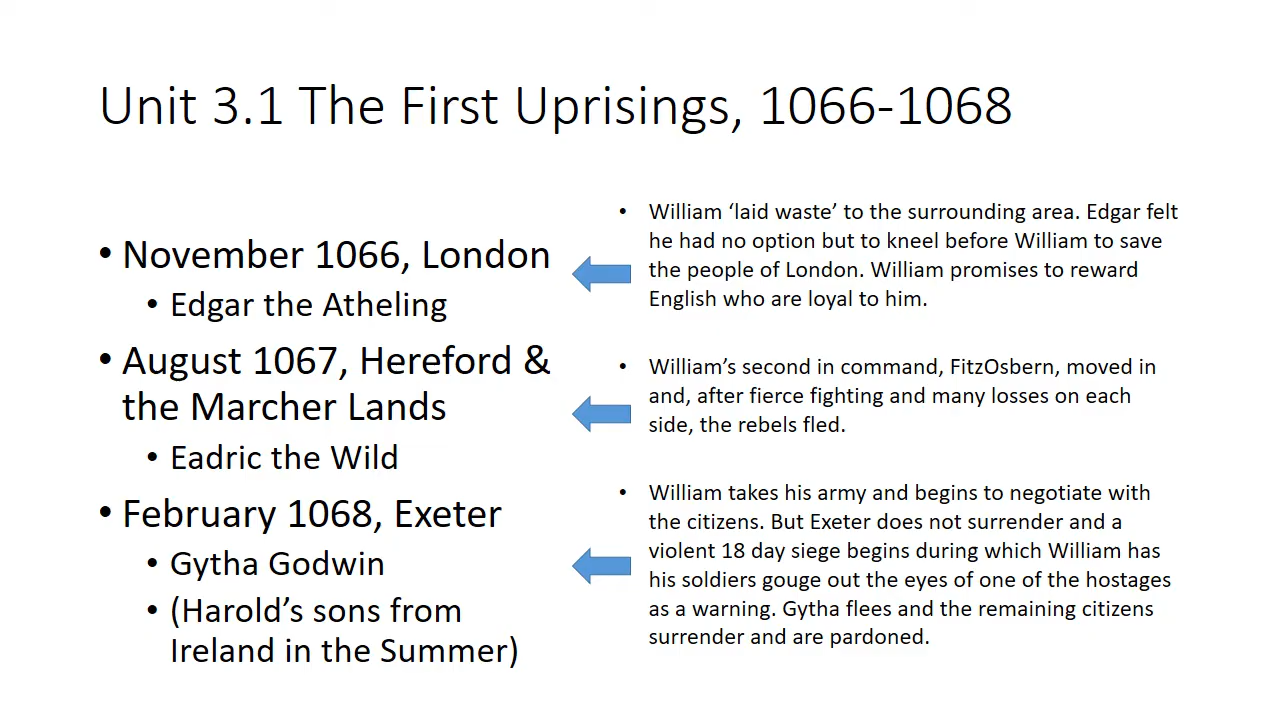 Unit 3.1 The First Uprisings, 1066-1068
• November 1066, London
• Edgar the Atheling
• August 1067, Hereford &
the Marcher Lands
• Eadric the Wild
• February 1068, Exeter
• Gytha Godwin
• (Harold’s sons from
Ireland in the Summer)
• William ‘laid waste’ to the surrounding area. Edgar felt
he had no option but to kneel before William to save
the people of London. William promises to reward
English who are loyal to him.
• William’s second in command, FitzOsbern, moved in
and, after fierce fighting and many losses on each
side, the rebels fled.
• William takes his army and begins to negotiate with
the citizens. But Exeter does not surrender and a
violent 18 day siege begins during which William has
his soldiers gouge out the eyes of one of the hostages
as a warning. Gytha flees and the remaining citizens
surrender and are pardoned.